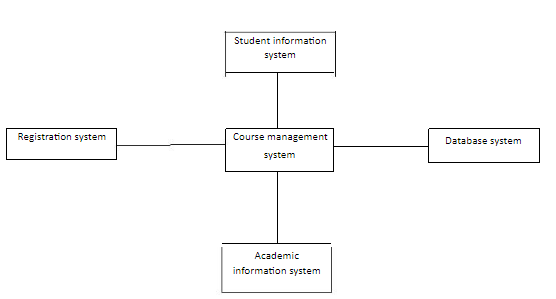 Student information
system
Registration system
Course management
system
Database system
Academic
information system